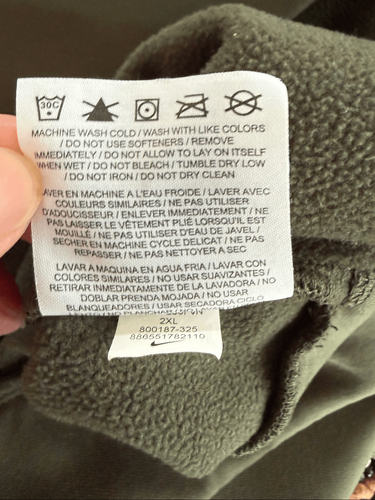 30C
MACHINE WASH COLD / WASH WITH LIKE COLORS
/ DO NOT USE SOFTENERS / REMOVE
IMMEDIATELY / DO NOT ALLOW TO LAY ON ITSELF
WHEN WET / DO NOT BLEACH / TUMBLE DRY LOW
/ DO NOT IRON / DO NOT DRY CLEAN
LAVER EN MACHINE A L'EAU FROIDE / LAVER AVEC
COULEURS SIMILAIRES / NE PAS UTILISER
D'ADOUCISSEUR / ENLEVER IMMEDIATEMENT / NE
PAS LAISSER LE VÊTEMENT PLIÉ LORSQU'IL EST
MOUILLÉ / NE PAS UTILISER D'EAU DE JAVEL /
SECHER EN MACHINE CYCLE DELICAT / NE PAS
REPASSER / NE PAS NETTOYER A SEC
LAVAR A MAQUINA EN AGUA FRIA / LAVAR CON
COLORES SIMILARES / NO USAR SUAVIZANTES /
RETIRAR INMEDIATAMENTE DE LA LAVADORA / NO
DOBLAR PRENDA MOJADA / NO USAR
BLANQUEADORES / USAR SECADORA CICLO
/ NO PLANCHAR
2XL
800187-325
886551782110